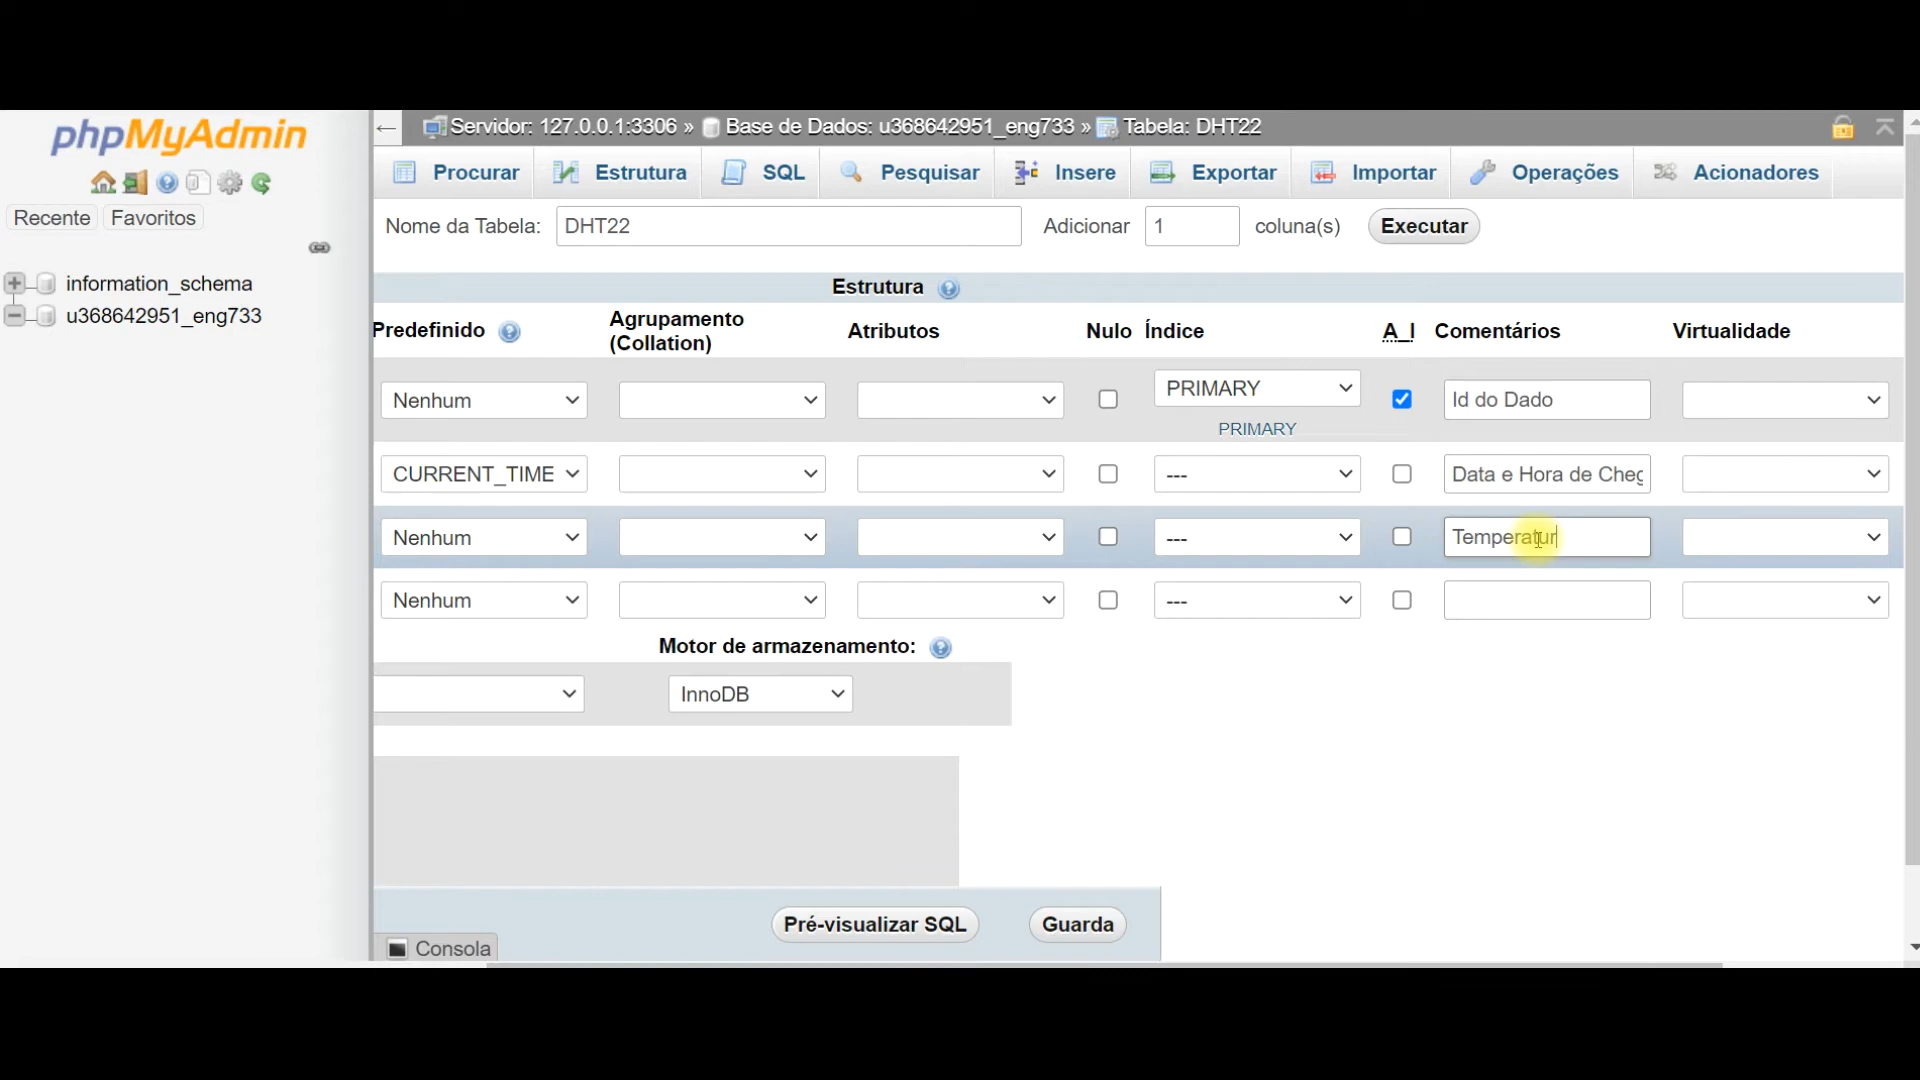 phpMyAdmin
Recente Favoritos
information_schema
u368642951_eng733
Servidor: 127.0.0.1:3306 » Base de Dados: u368642951_eng733 » Tabela: DHT22
Procurar Estrutura SQL Pesquisar Insere Exportar Importar Operações Acionadores
Nome da Tabela: DHT22 Adicionar 1 coluna(s) Executar
Estrutura
Predefinido Agrupamento (Collation) Atributos Nulo Índice A_I Comentários Virtualidade
Nenhum PRIMARY Id do Dado
PRIMARY
CURRENT_TIME --- Data e Hora de Cheg
Nenhum --- Temperatur
Nenhum ---
Motor de armazenamento:
InnoDB
Pré-visualizar SQL Guarda
Consola